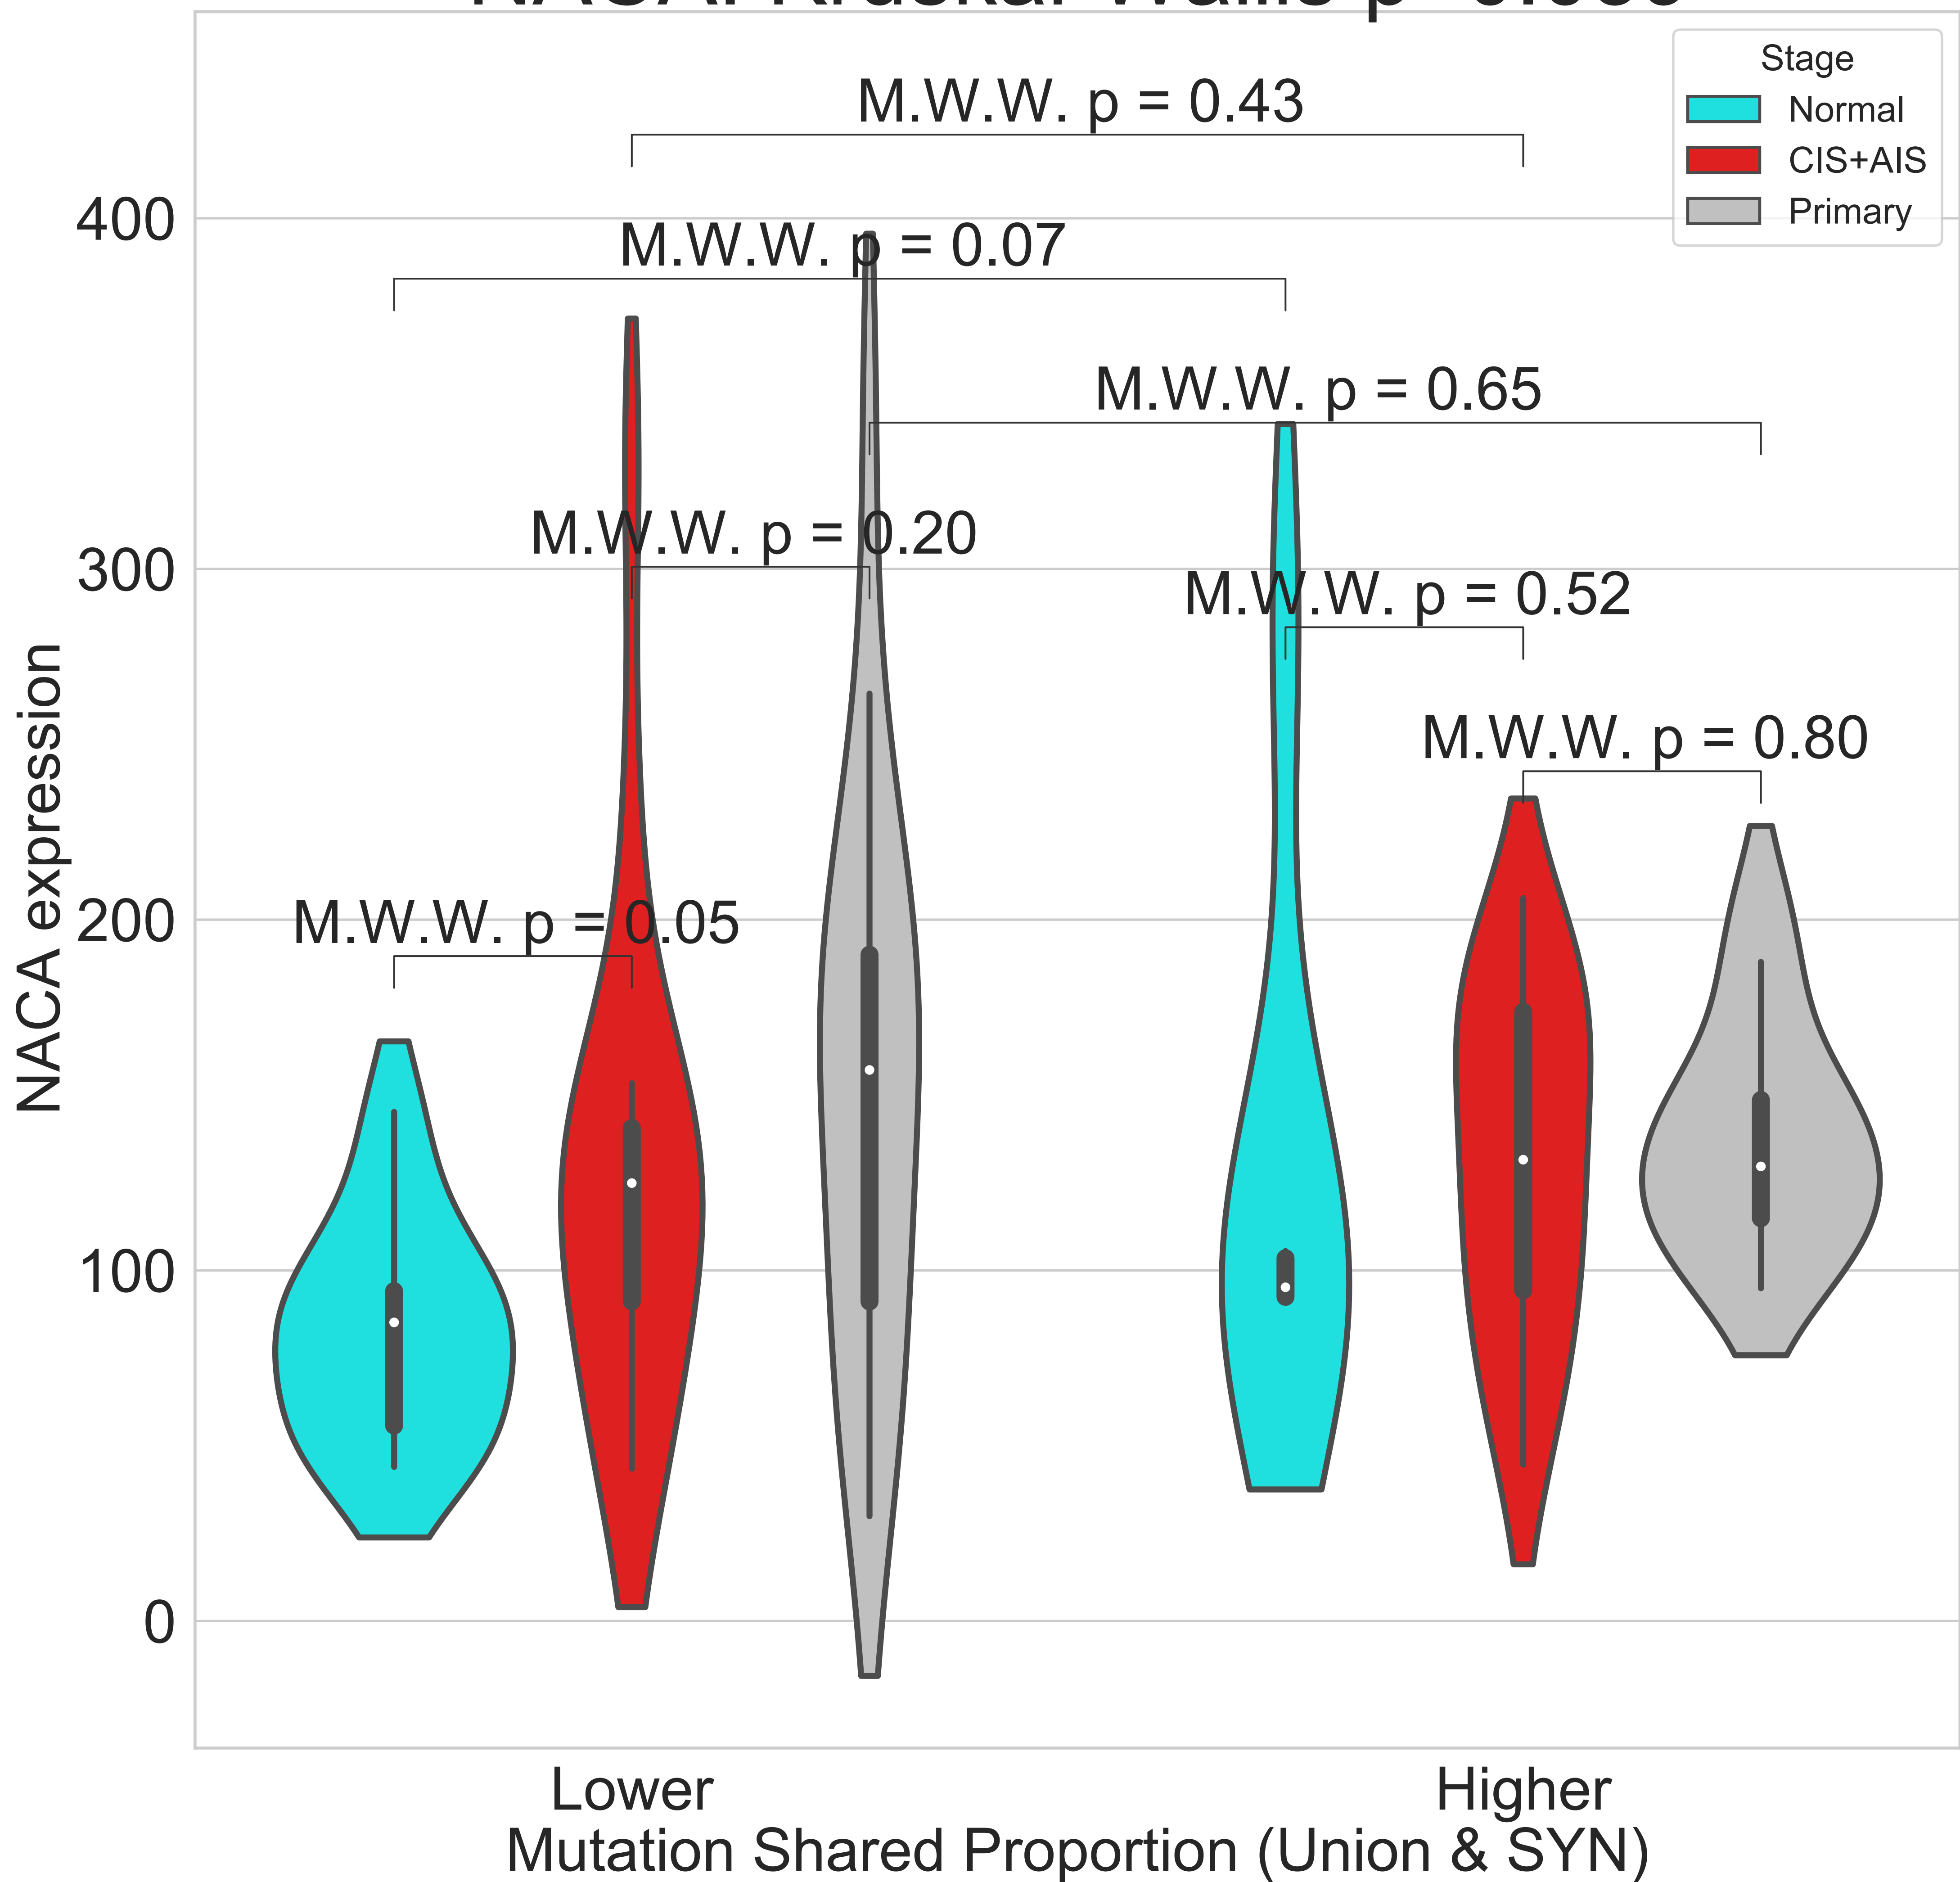 Stage
Normal
CIS+AIS
Primary
M.W.W. p = 0.43
400
M.W.W. p = 0.07
M.W.W. p = 0.65
M.W.W. p = 0.20
300
M.W.W. p = 0.52
M.W.W. p = 0.80
NACA expression
200
M.W.W. p = 0.05
100
0
Lower
Higher
Mutation Shared Proportion (Union & SYN)